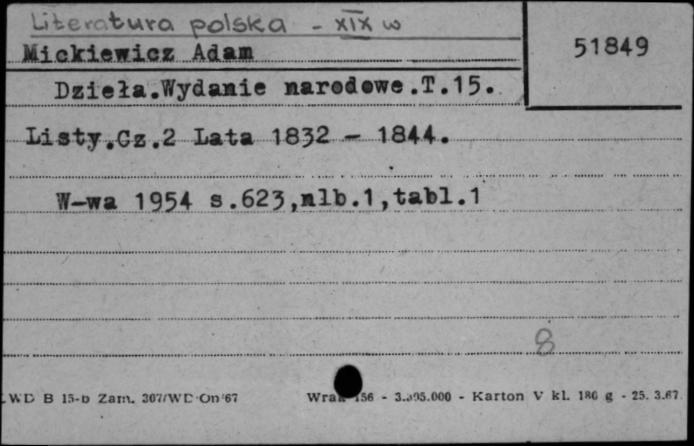 Literatura polska - XIX w
Mickiewicz Adam
51849
Dzieła.Wydanie narodowe.T.15.
Listy.Cz.2 Lata 1832 - 1844.
W-wa 1954 s.623,nlb.1,tabl.1
8
WD B 15-b Zam. 307/WD On/67 56 - 3. 95.000 - Karton V kl. 180 g - 25. 3.67.